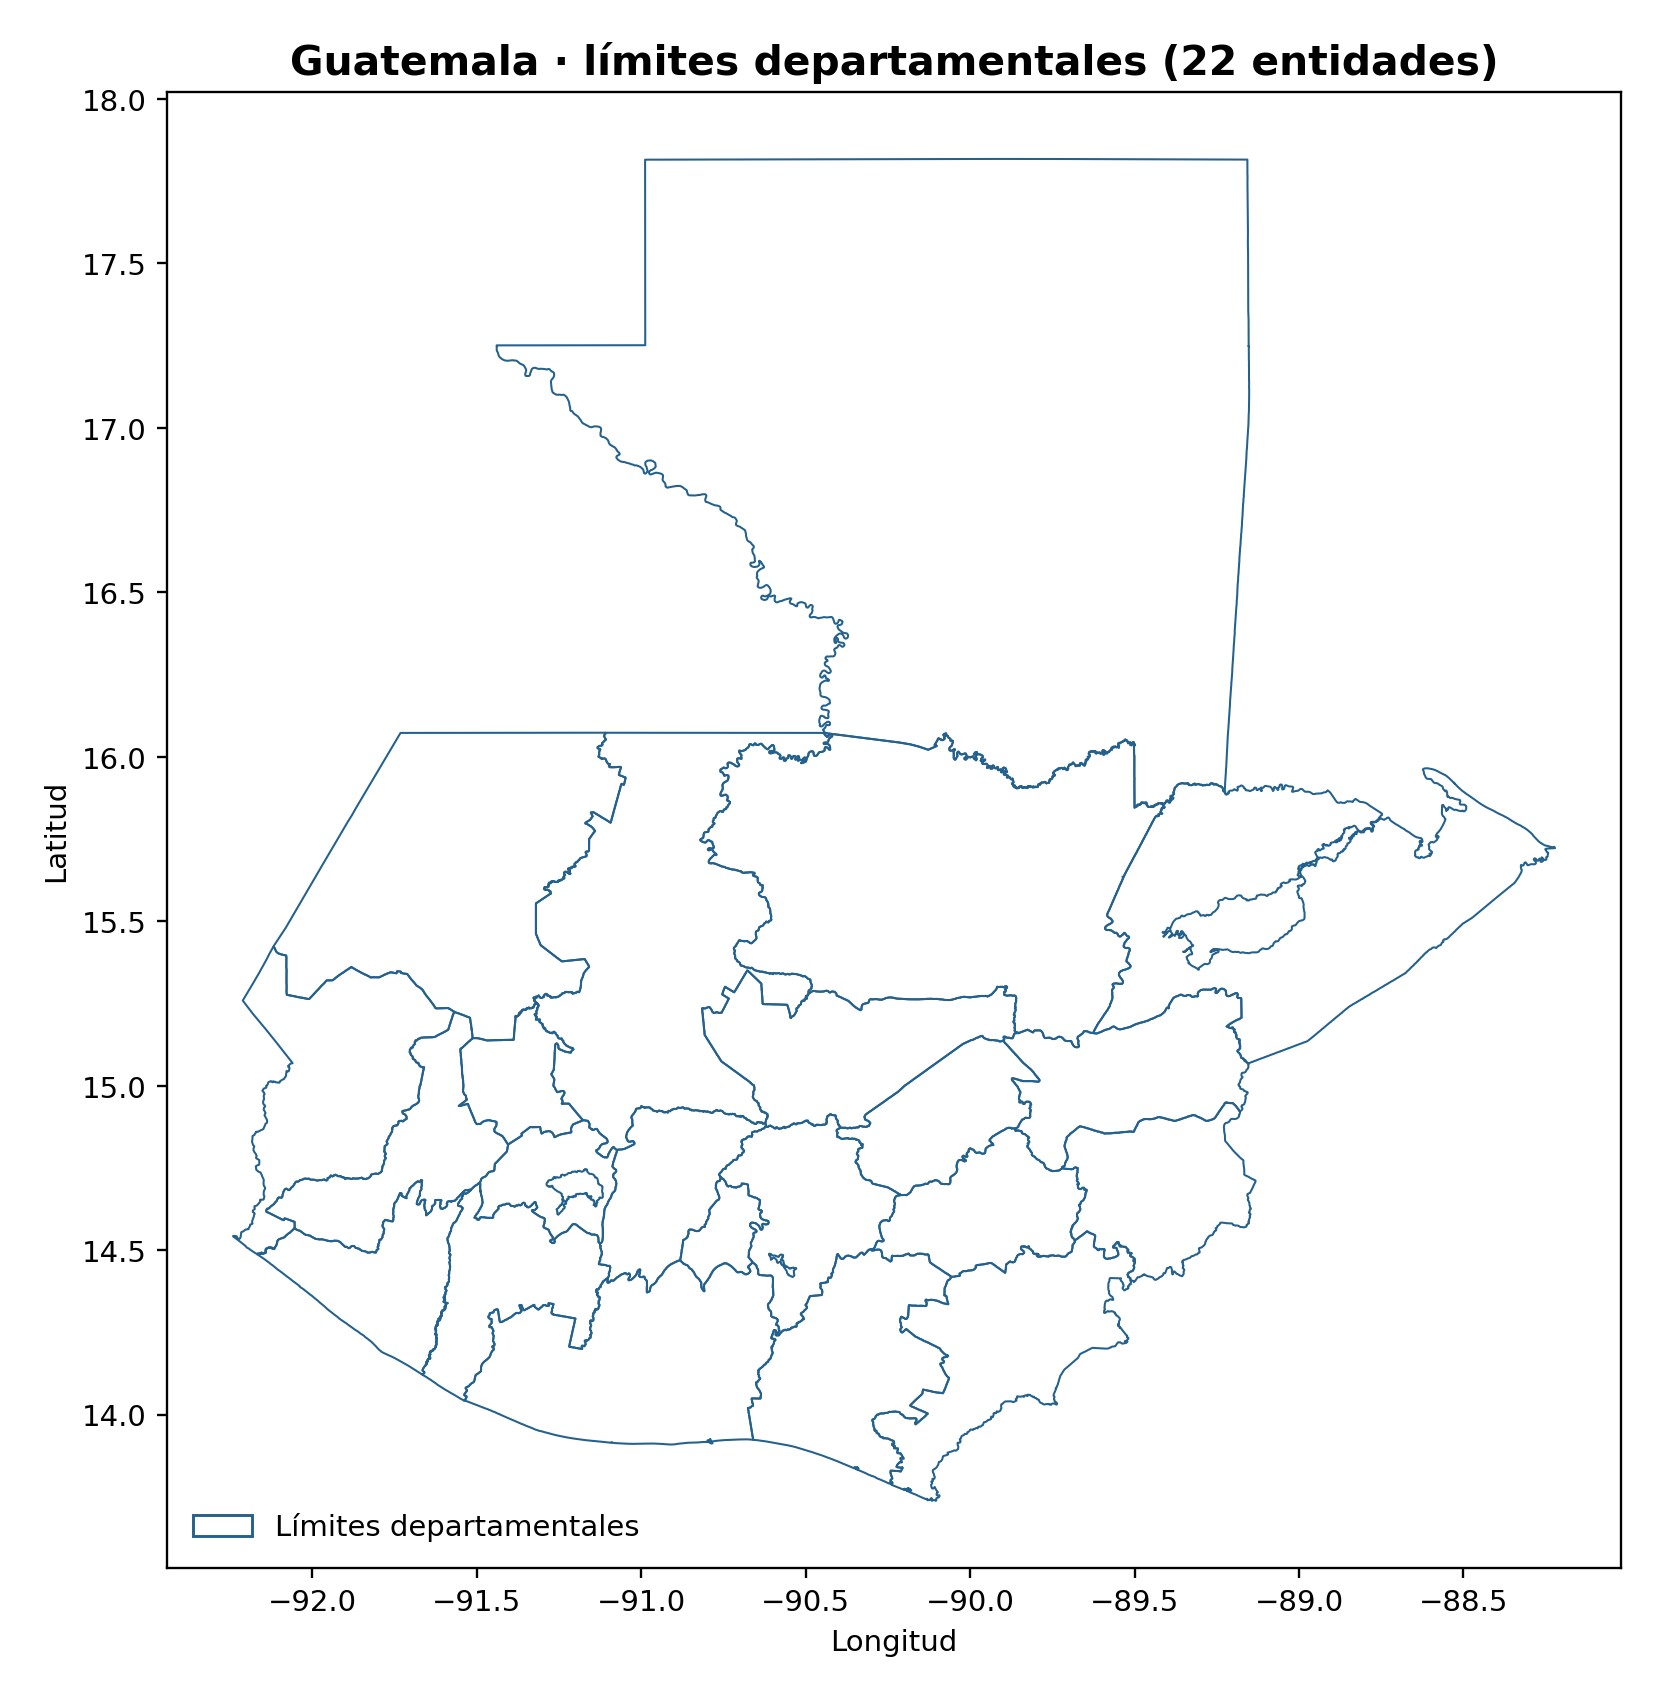 Guatemala · límites departamentales (22 entidades)
18.0
17.5
17.0
16.5
16.0
15.5
15.0
14.5
14.0
Latitud
Límites departamentales
−92.0 −91.5 −91.0 −90.5 −90.0 −89.5 −89.0 −88.5
Longitud